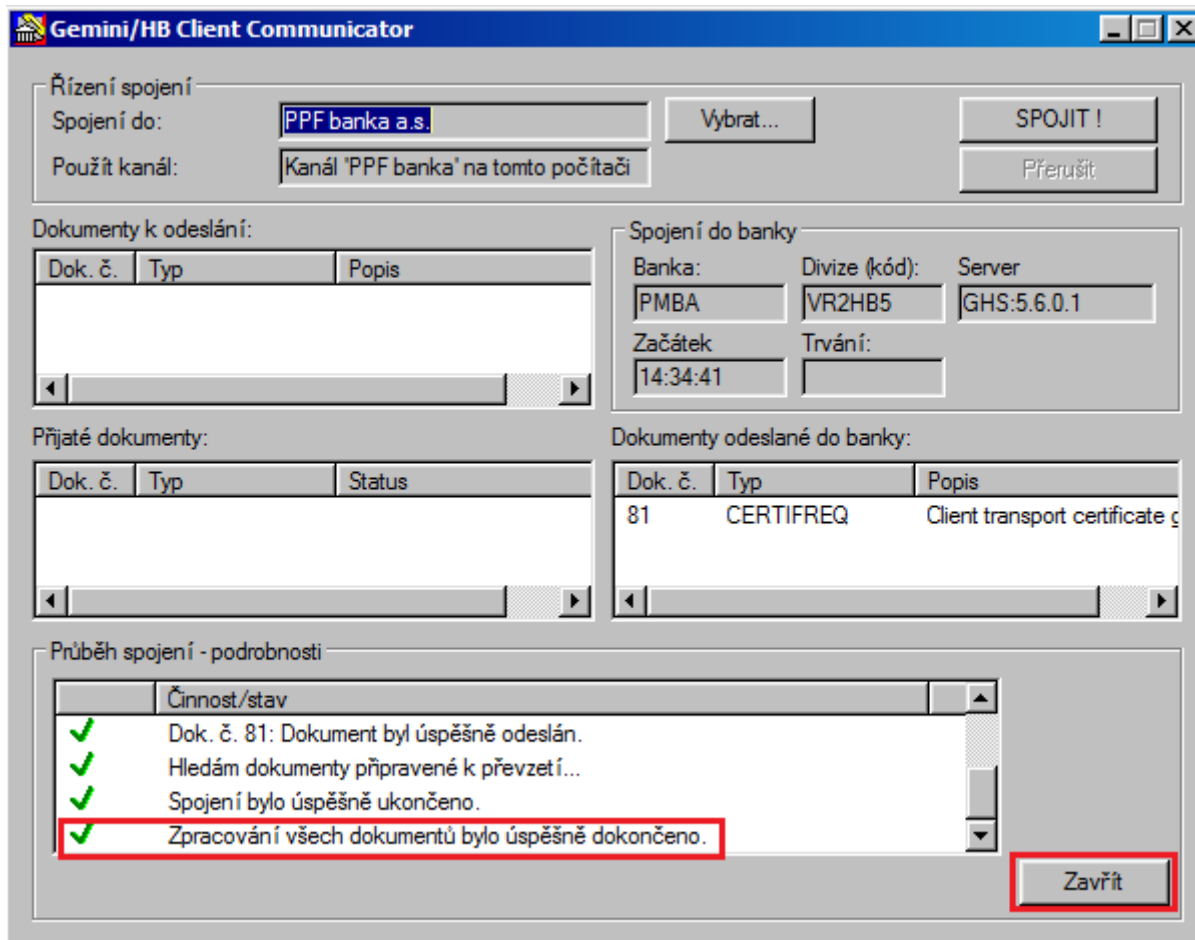 Gemini/HB Client Communicator
Řízení spojení
Spojení do: PPF banka a.s. Vybrat... SPOJIT !
Použít kanál: Kanál 'PPF banka' na tomto počítači Přerušit
Dokumenty k odeslání:
Dok. č. Typ Popis
Spojení do banky
Banka: Divize (kód): Server
PMBA VR2HB5 GHS:5.6.0.1
Začátek Trvání:
14:34:41
Přijaté dokumenty:
Dok. č. Typ Status
Dokumenty odeslané do banky:
Dok. č. Typ Popis
81 CERTIFREQ Client transport certificate g
Průběh spojení - podrobnosti
Činnost/stav
Dok. č. 81: Dokument byl úspěšně odeslán.
Hledám dokumenty připravené k převzetí...
Spojení bylo úspěšně ukončeno.
Zpracování všech dokumentů bylo úspěšně dokončeno.
Zavřít